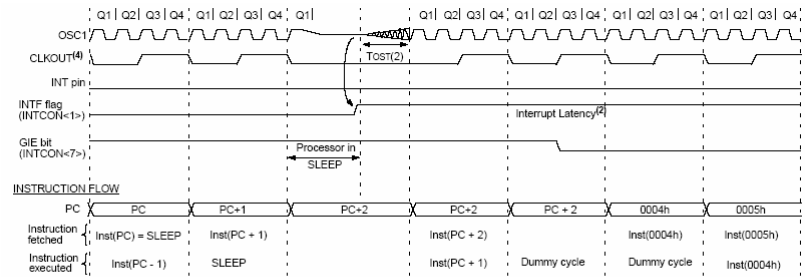 Q1 Q2 Q3 Q4 Q1 Q2 Q3 Q4 Q1 Q1 Q2 Q3 Q4 Q1 Q2 Q3 Q4 Q1 Q2 Q3 Q4 Q1 Q2 Q3 Q4
OSC1
CLKOUT(4)
TOST(2)
INT pin
INTF flag
(INTCON<1>)
Interrupt Latency(2)
GIE bit
(INTCON<7>)
Processor in
SLEEP
INSTRUCTION FLOW
PC PC PC+1 PC+2 PC+2 PC + 2 0004h 0005h
Instruction
fetched
Inst(PC) = SLEEP Inst(PC + 1) Inst(PC + 2) Inst(0004h) Inst(0005h)
Instruction
executed
Inst(PC - 1) SLEEP Inst(PC + 1) Dummy cycle Dummy cycle Inst(0004h)